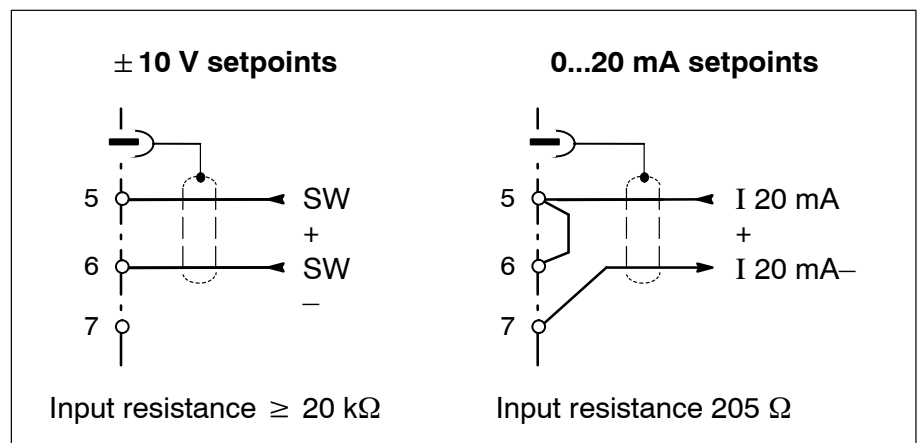 ± 10 V setpoints
5
SW
+
6
SW
–
7
Input resistance ≥ 20 kΩ
0...20 mA setpoints
5
I 20 mA
+
6
I 20 mA–
7
Input resistance 205 Ω